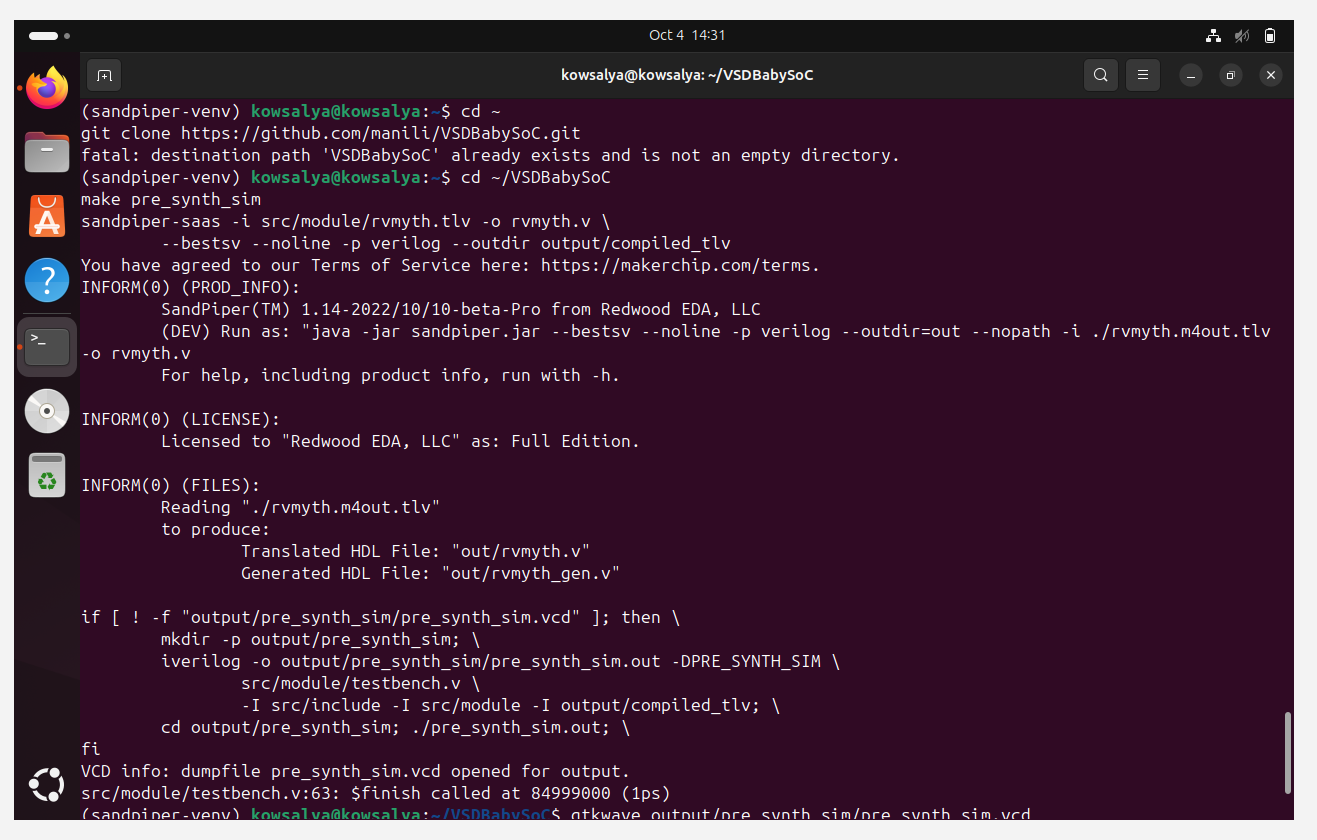 Oct 4 14:31
kowsalya@kowsalya: ~/VSDBabySoC
(sandpiper-venv) kowsalya@kowsalya:~$ cd ~
git clone https://github.com/manili/VSDBabySoC.git
fatal: destination path 'VSDBabySoC' already exists and is not an empty directory.
(sandpiper-venv) kowsalya@kowsalya:~$ cd ~/VSDBabySoC
make pre_synth_sim
sandpiper-saas -i src/module/rvmyth.tlv -o rvmyth.v \
        --bestsv --noline -p verilog --outdir output/compiled_tlv
You have agreed to our Terms of Service here: https://makerchip.com/terms.
INFORM(0) (PROD_INFO):
        SandPiper(TM) 1.14-2022/10/10-beta-Pro from Redwood EDA, LLC
        (DEV) Run as: "java -jar sandpiper.jar --bestsv --noline -p verilog --outdir=out --nopath -i ./rvmyth.m4out.tlv
-o rvmyth.v
        For help, including product info, run with -h.
INFORM(0) (LICENSE):
        Licensed to "Redwood EDA, LLC" as: Full Edition.
INFORM(0) (FILES):
        Reading "./rvmyth.m4out.tlv"
        to produce:
                Translated HDL File: "out/rvmyth.v"
                Generated HDL File: "out/rvmyth_gen.v"
if [ ! -f "output/pre_synth_sim/pre_synth_sim.vcd" ]; then \
        mkdir -p output/pre_synth_sim; \
        iverilog -o output/pre_synth_sim/pre_synth_sim.out -DPRE_SYNTH_SIM \
                src/module/testbench.v \
                -I src/include -I src/module -I output/compiled_tlv; \
        cd output/pre_synth_sim; ./pre_synth_sim.out; \
fi
VCD info: dumpfile pre_synth_sim.vcd opened for output.
src/module/testbench.v:63: $finish called at 84999000 (1ps)
(sandpiper-venv) kowsalya@kowsalya:~/VSDBabySoC$ gtkwave output/pre_synth_sim/pre_synth_sim.vcd